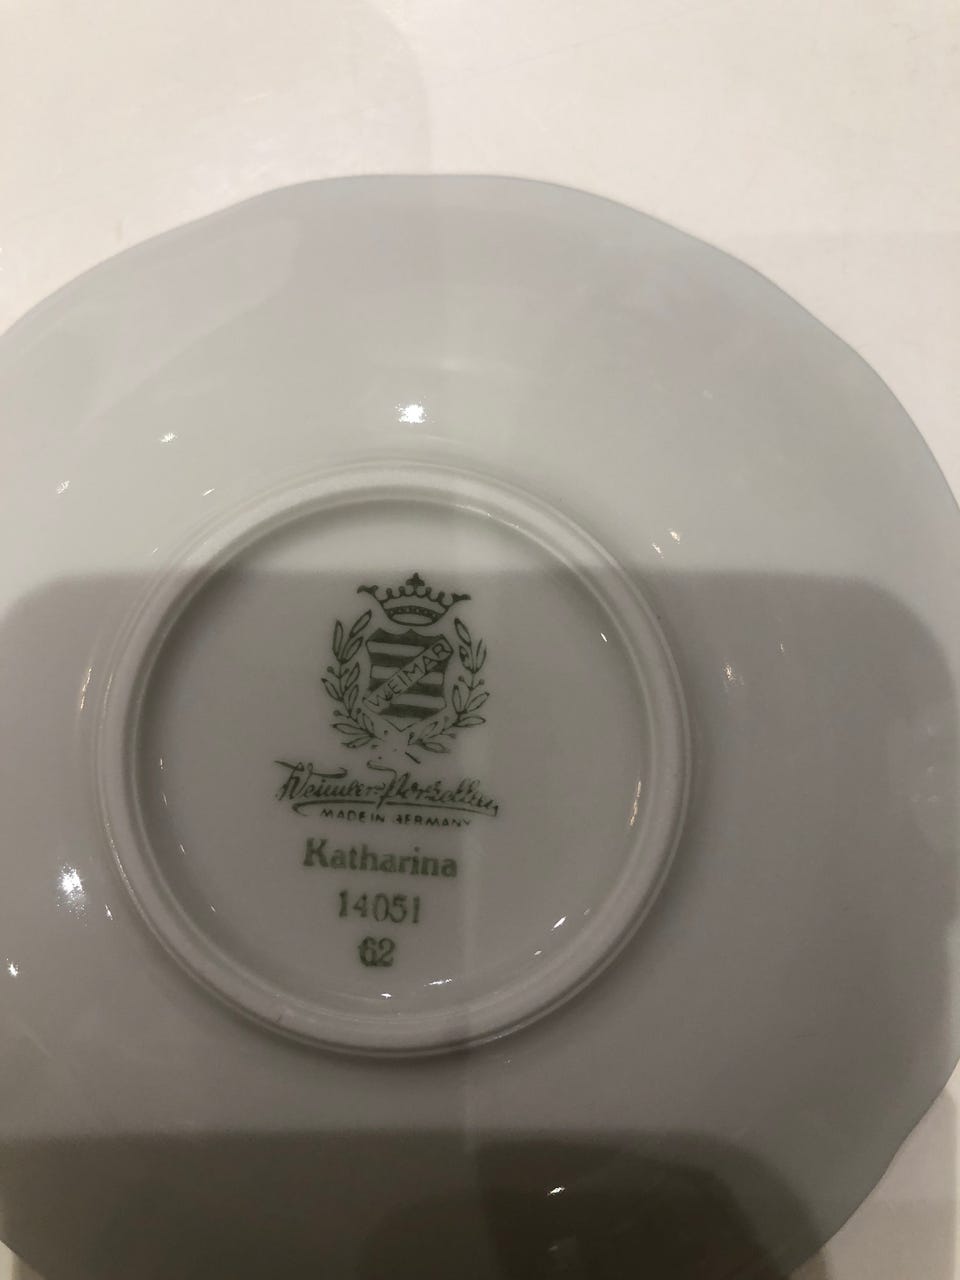 WEIMAR
Weimar Porzellan
MADE IN GERMANY
Katharina
14051
62